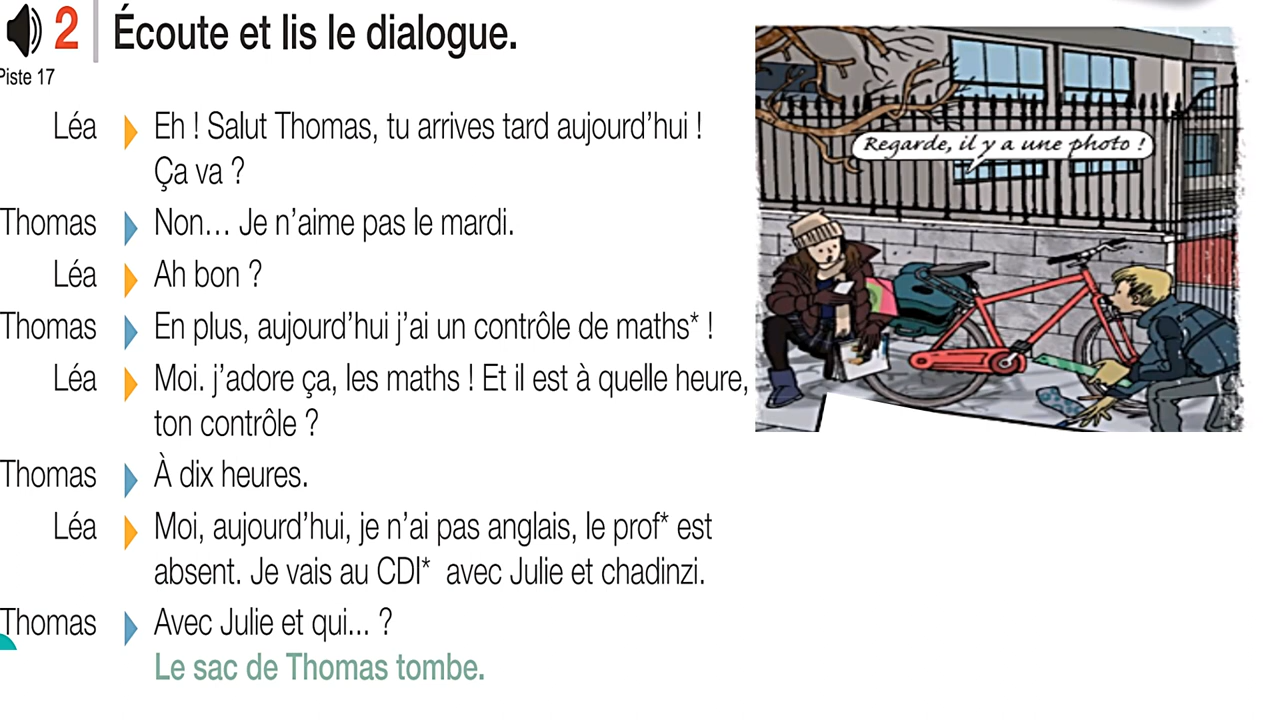 2 Écoute et lis le dialogue.
Piste 17
Léa Eh ! Salut Thomas, tu arrives tard aujourd'hui !
Ça va ?
Thomas Non... Je n'aime pas le mardi.
Léa Ah bon ?
Thomas En plus, aujourd'hui j'ai un contrôle de maths* !
Léa Moi. j'adore ça, les maths ! Et il est à quelle heure,
ton contrôle ?
Thomas À dix heures.
Léa Moi, aujourd'hui, je n'ai pas anglais, le prof* est
absent. Je vais au CDI* avec Julie et chadinzi.
Thomas Avec Julie et qui... ?
Le sac de Thomas tombe.
Regarde, il y a une photo !